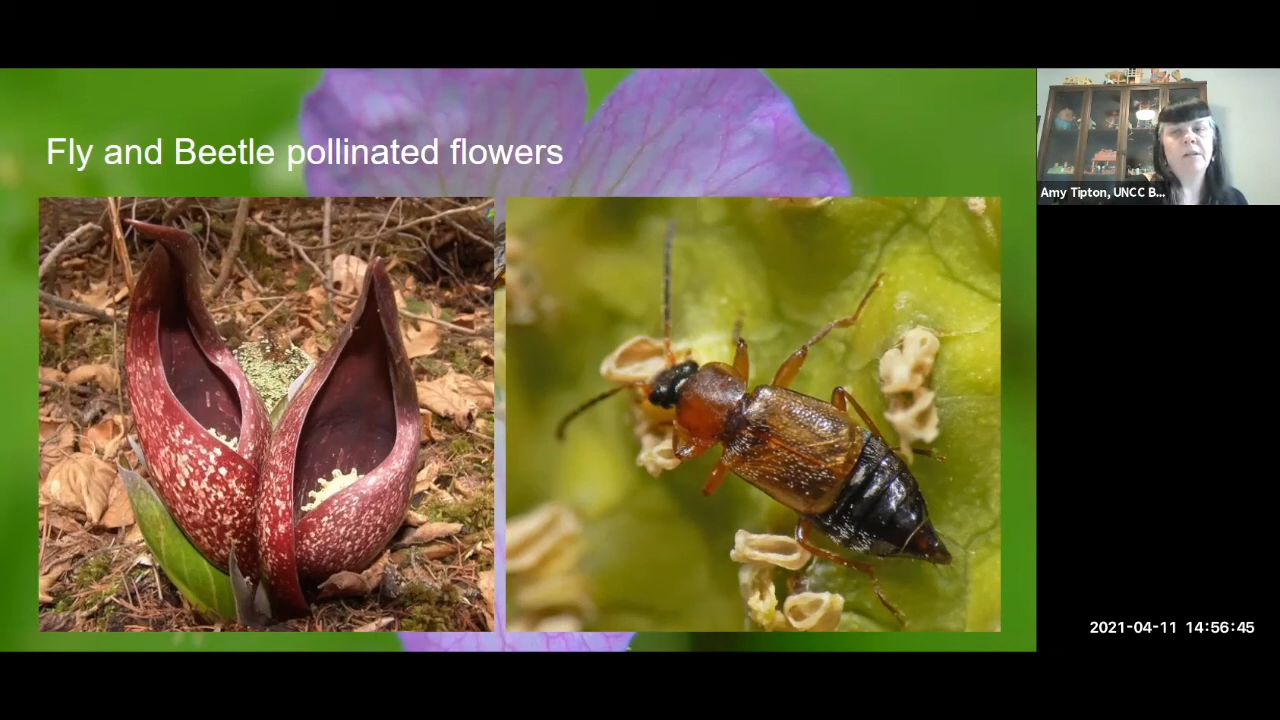 Fly and Beetle pollinated flowers
Amy Tipton, UNCC B...
2021-04-11 14:56:45